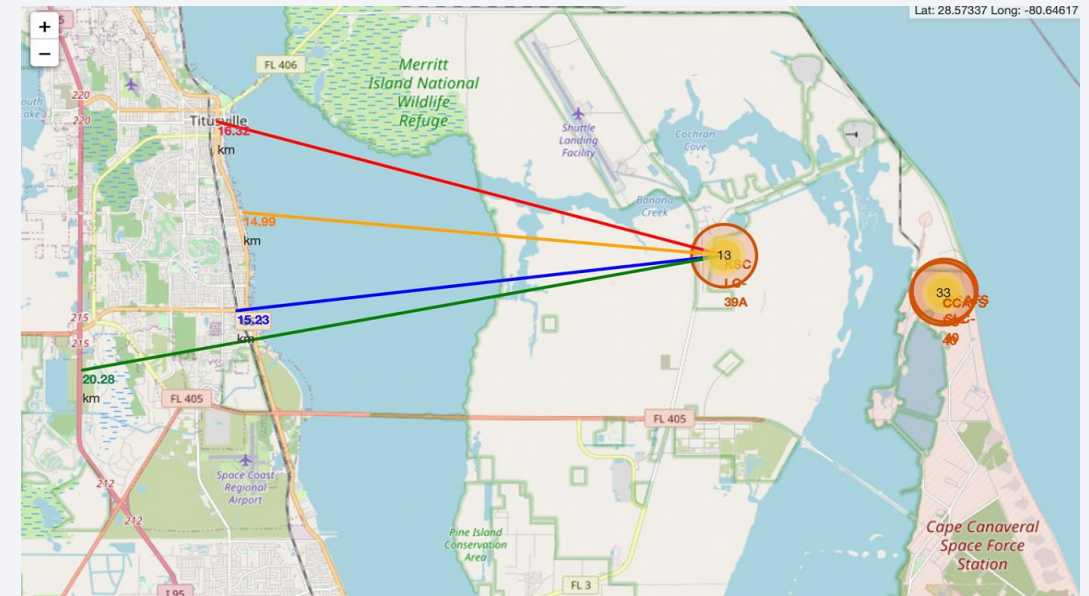 Lat: 28.57337 Long: -80.64617
+
−
FL 406
Merritt
Island National
Wildlife
Refuge
220
220
Titusville
16.32
km
Shuttle
Landing
Facility
Cochran
Cove
Banana
Creek
14.99
km
13
KSC
LC-
39A
33
15.23
km
215
215
20.28
km
FL 405
FL 405
212
212
Space Coast
Regional
Airport
Pine Island
Conservation
Area
Cape Canaveral
Space Force
Station
I 95
FL 3